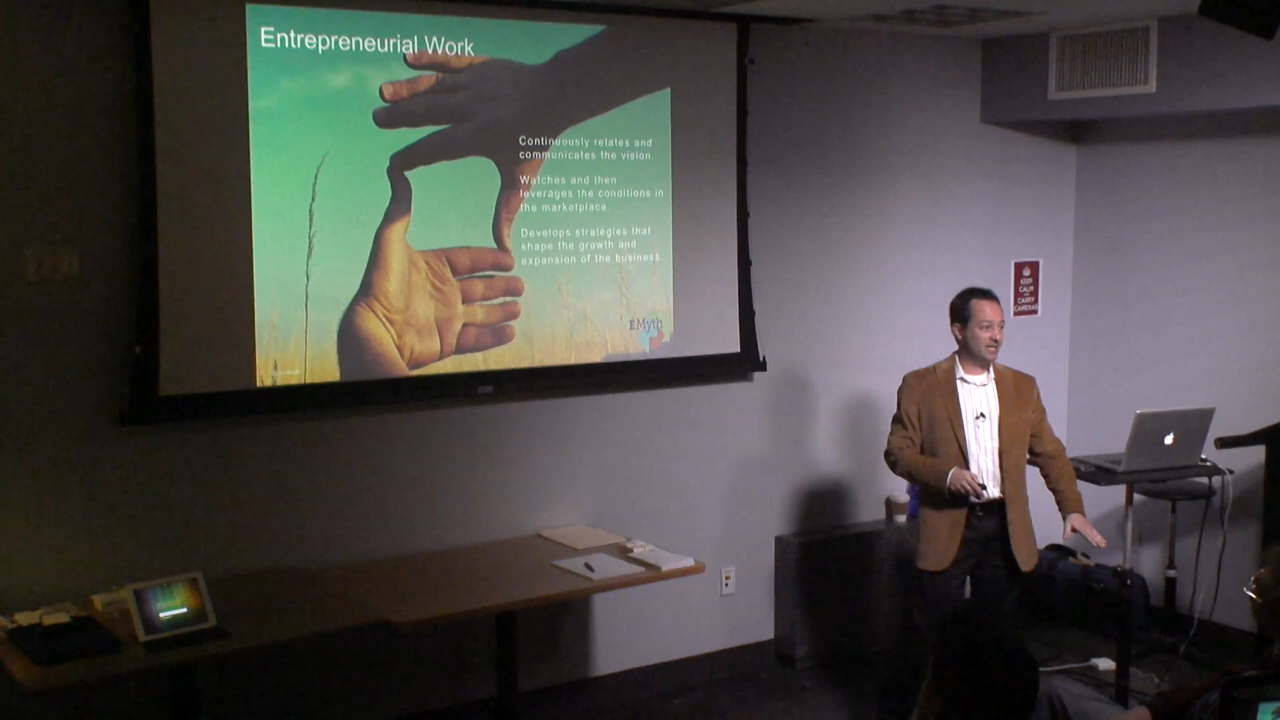 Entrepreneurial Work
Continuously relates and
communicates the vision.
Watches and then
leverages the conditions in
the marketplace.
Develops strategies that
shape the growth and
expansion of the business.
EMyth
KEEP
CALM
AND
CARRY
CAMERAS